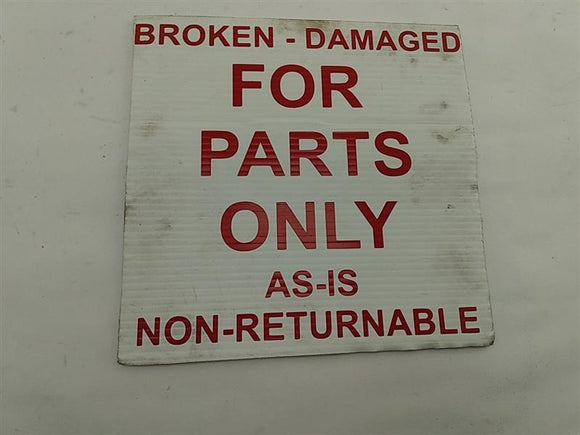 BROKEN - DAMAGED
FOR
PARTS
ONLY
AS-IS
NON-RETURNABLE